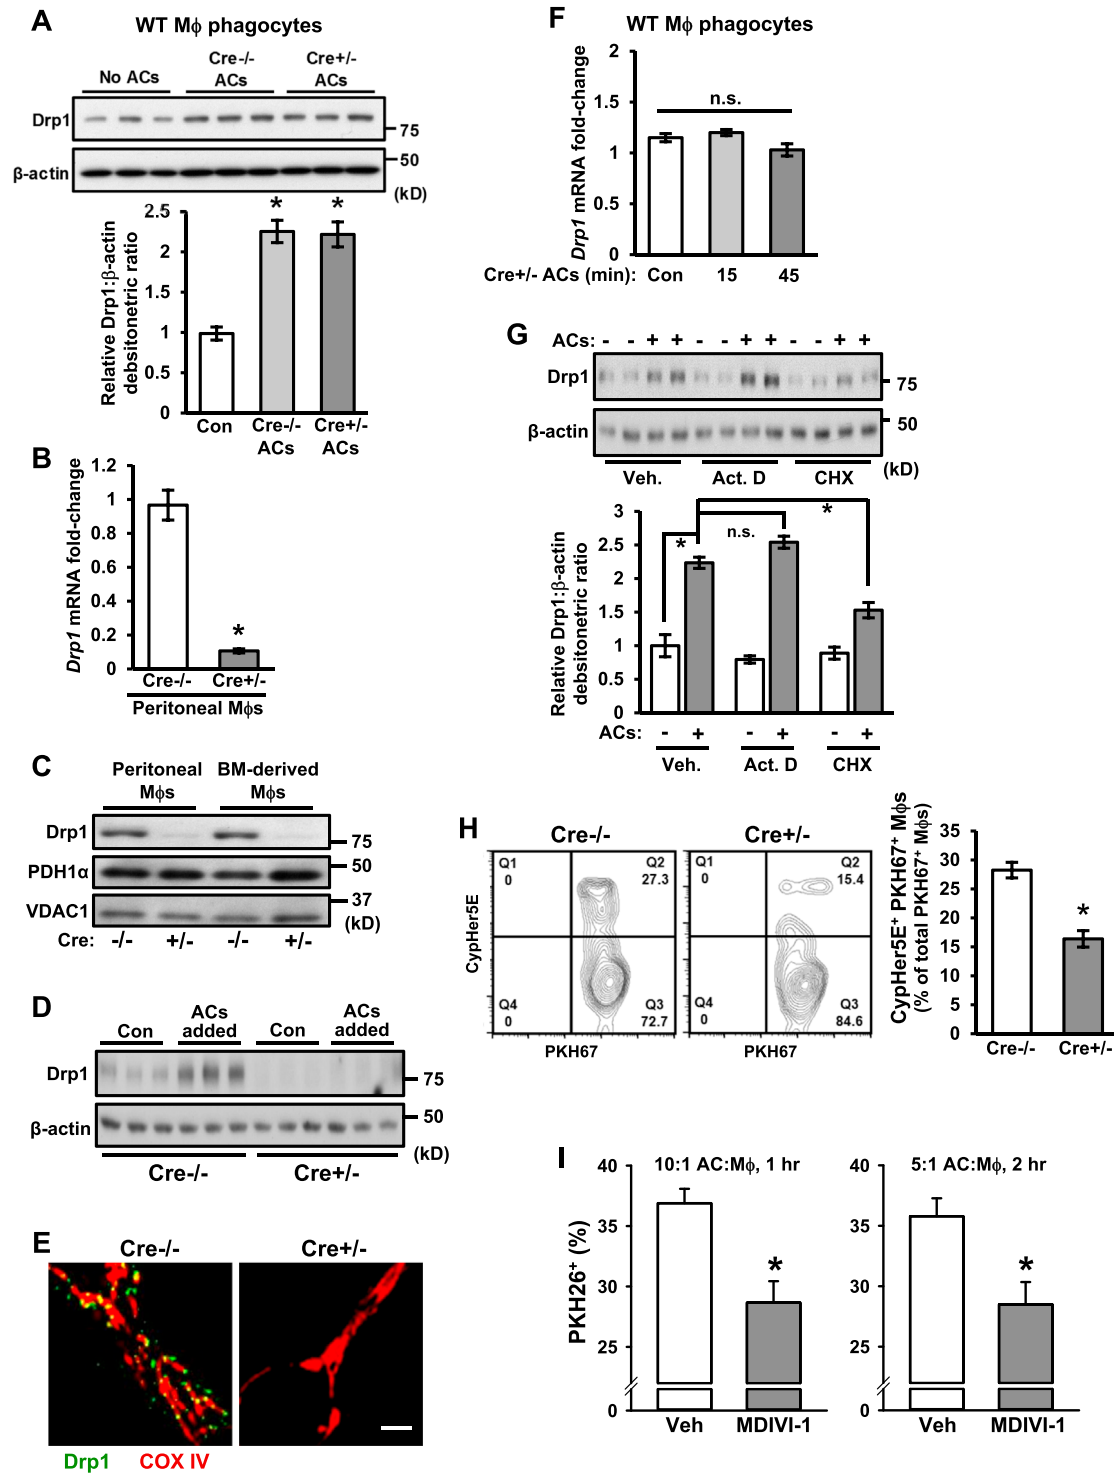 A
WT Mϕ phagocytes
No ACs
Cre-/-
ACs
Cre+/-
ACs
Drp1
75
β-actin
50
(kD)
Relative Drp1:β-actin
debsitonetric ratio
2.5
2
1.5
1
0.5
0
*
*
Con
Cre-/-
ACs
Cre+/-
ACs
B
Drp1 mRNA fold-change
1.2
1
0.8
0.6
0.4
0.2
0
*
Cre-/-
Cre+/-
Peritoneal Mϕs
C
Peritoneal
Mϕs
BM-derived
Mϕs
Drp1
75
PDH1α
50
VDAC1
37
(kD)
Cre: -/- +/- -/- +/-
D
Con
ACs
added
Con
ACs
added
Drp1
75
β-actin
50
(kD)
Cre-/-
Cre+/-
E
Cre-/-
Cre+/-
Drp1
COX IV
F
WT Mϕ phagocytes
Drp1 mRNA fold-change
2
1.5
1
0.5
0
n.s.
Cre+/- ACs (min): Con 15 45
G
ACs: - - + + - - + + - - + +
Drp1
75
β-actin
50
(kD)
Veh.
Act. D
CHX
Relative Drp1:β-actin
debsitonetric ratio
3
2.5
2
1.5
1
0.5
0
*
n.s.
*
ACs: - + - + - +
Veh.
Act. D
CHX
H
Cre-/-
Cre+/-
CypHer5E
Q1
0
Q2
27.3
Q4
0
Q3
72.7
PKH67
Q1
0
Q2
15.4
Q4
0
Q3
84.6
PKH67
CypHer5E+ PKH67+ Mϕs
(% of total PKH67+ Mϕs)
35
30
25
20
15
10
5
0
*
Cre-/-
Cre+/-
I
PKH26+ (%)
10:1 AC:Mϕ, 1 hr
40
35
30
25
0
*
Veh
MDIVI-1
5:1 AC:Mϕ, 2 hr
40
35
30
25
0
*
Veh
MDIVI-1